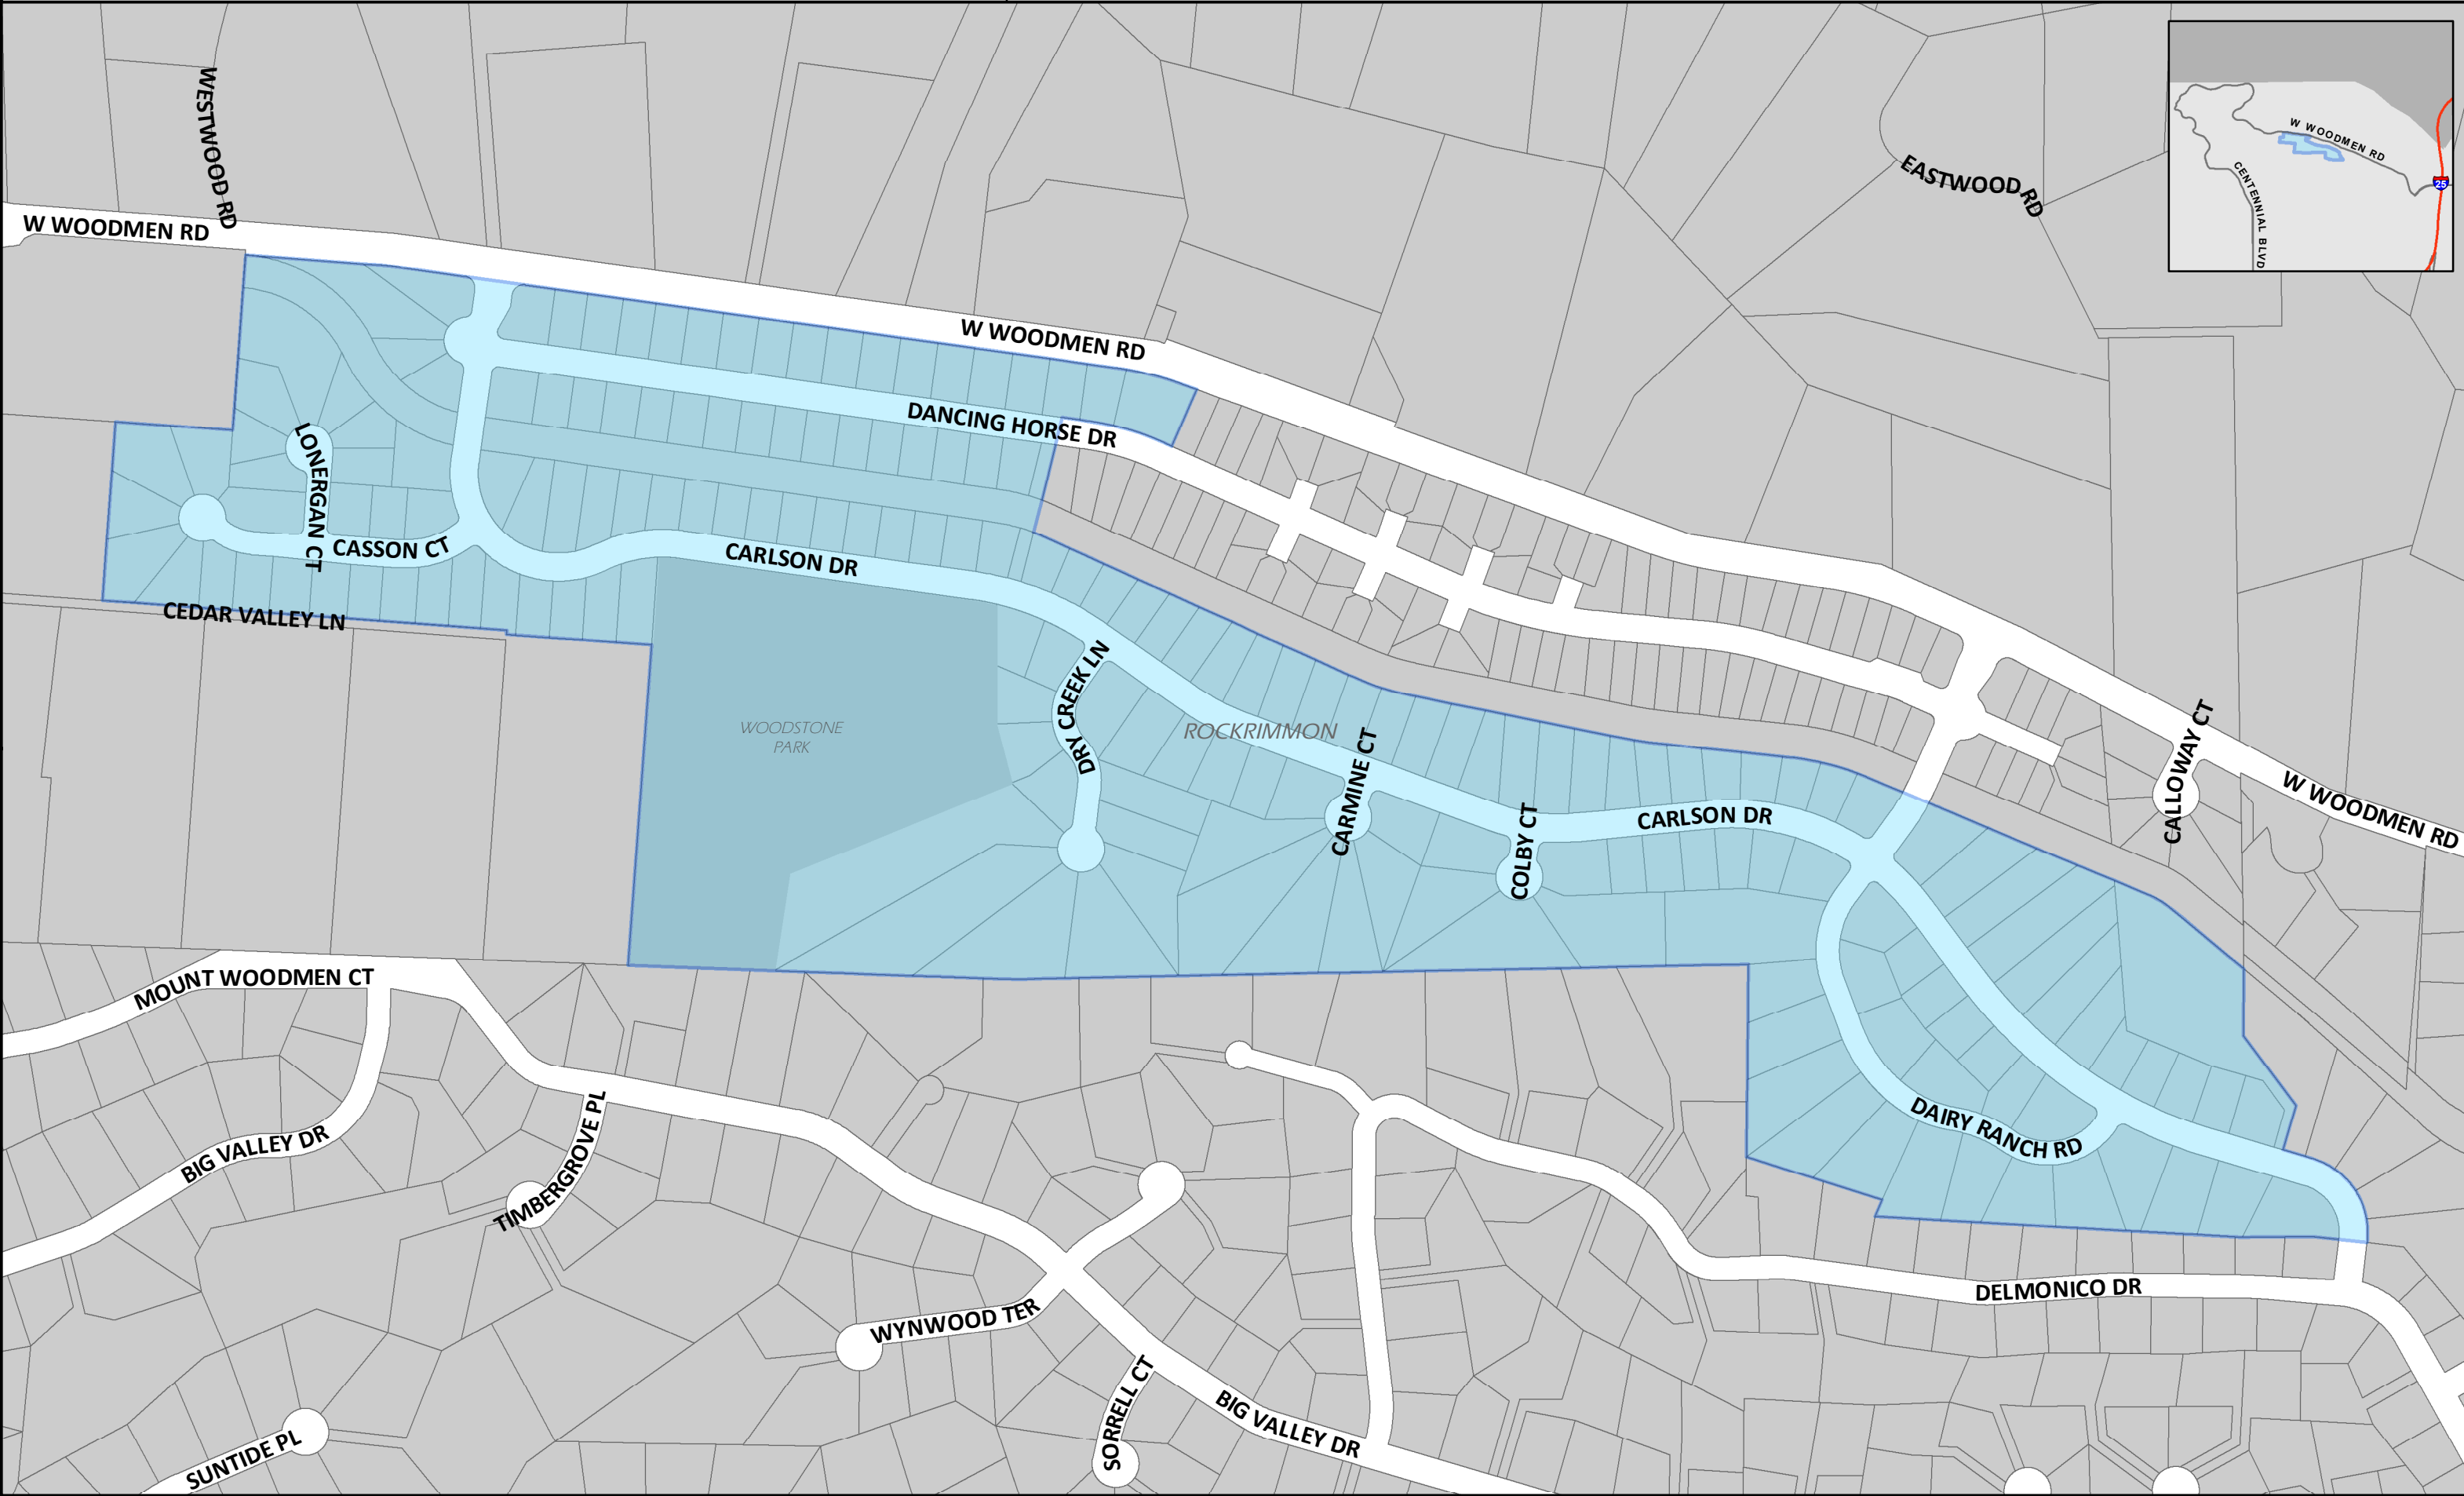 WESTWOOD RD
W WOODMEN RD
EASTWOOD RD
W WOODMEN RD
CENTENNIAL BLVD
25
W WOODMEN RD
DANCING HORSE DR
LONERGAN CT
CASSON CT
CARLSON DR
CEDAR VALLEY LN
DRY CREEK LN
WOODSTONE
PARK
ROCKRIMMON
CARMINE CT
COLBY CT
CARLSON DR
CALLOWAY CT
W WOODMEN RD
MOUNT WOODMEN CT
BIG VALLEY DR
TIMBERGROVE PL
DAIRY RANCH RD
DELMONICO DR
WYNWOOD TER
SORRELL CT
BIG VALLEY DR
SUNTIDE PL